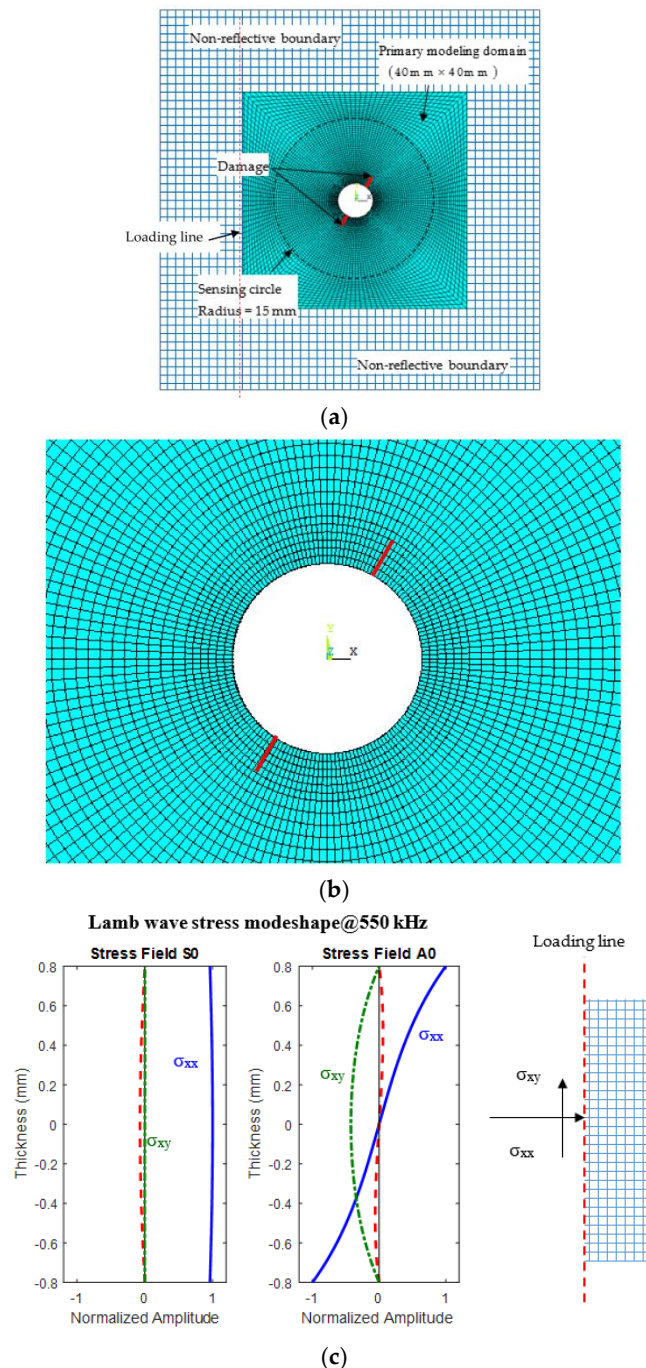 Non-reflective boundary
Primary modeling domain
(40mm × 40mm)
Damage
Loading line
Sensing circle
Radius = 15 mm
Non-reflective boundary
X
(a)
Y
Z
X
(b)
Lamb wave stress modeshape@550 kHz
Stress Field S0
Thickness (mm)
0.8
0.6
0.4
0.2
0
-0.2
-0.4
-0.6
-0.8
σxx
σxy
-1 0 1
Normalized Amplitude
Stress Field A0
Thickness (mm)
0.8
0.6
0.4
0.2
0
-0.2
-0.4
-0.6
-0.8
σxx
σxy
-1 0 1
Normalized Amplitude
Loading line
σxy
σxx
(c)